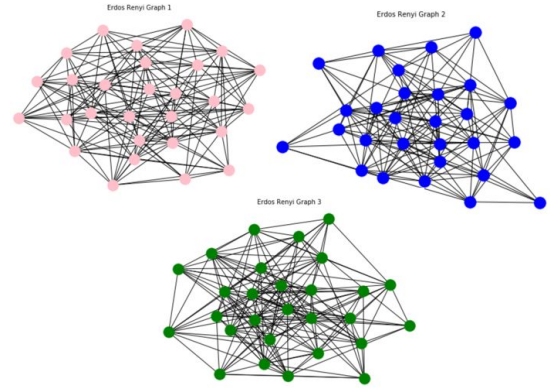 Erdos Renyi Graph 1
Erdos Renyi Graph 2
Erdos Renyi Graph 3